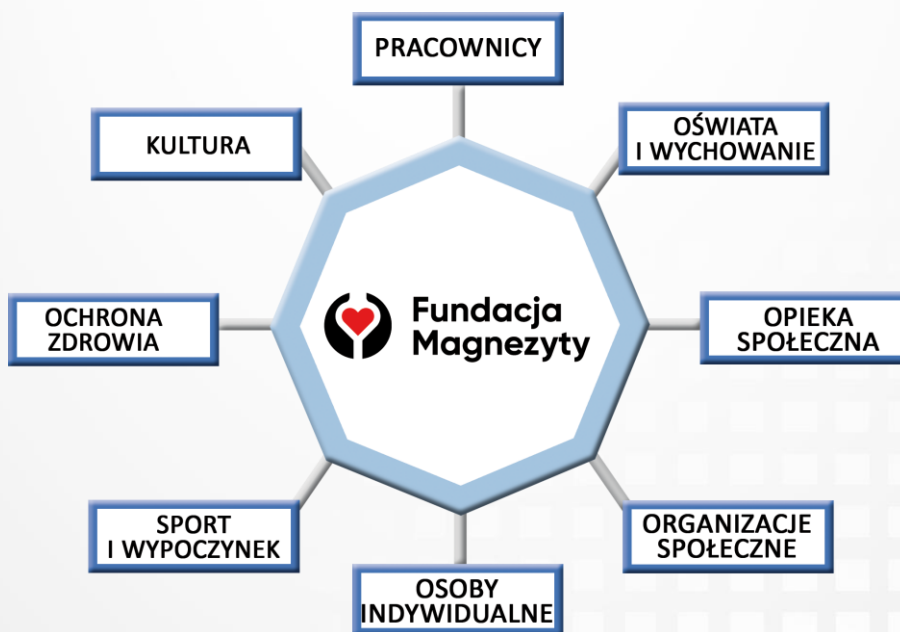 PRACOWNICY
KULTURA
OŚWIATA
I WYCHOWANIE
OCHRONA
ZDROWIA
Fundacja
Magnezyty
OPIEKA
SPOŁECZNA
SPORT
I WYPOCZYNEK
ORGANIZACJE
SPOŁECZNE
OSOBY
INDYWIDUALNE